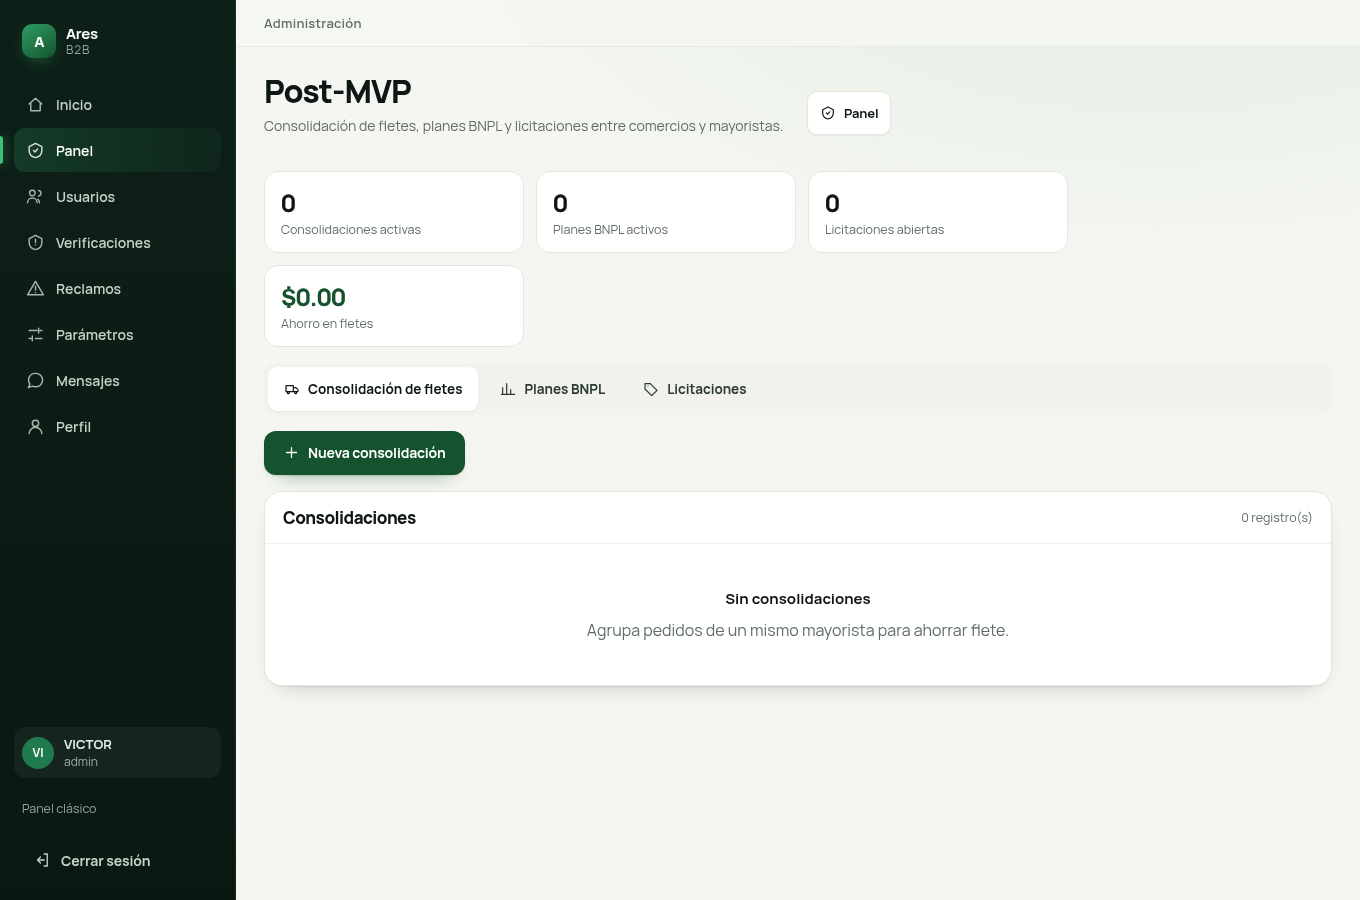 A
Ares
B2B
Inicio
Panel
Usuarios
Verificaciones
Reclamos
Parámetros
Mensajes
Perfil
VI
VICTOR
admin
Panel clásico
Cerrar sesión
Administración
Post-MVP
Consolidación de fletes, planes BNPL y licitaciones entre comercios y mayoristas.
Panel
0
Consolidaciones activas
0
Planes BNPL activos
0
Licitaciones abiertas
$0.00
Ahorro en fletes
Consolidación de fletes
Planes BNPL
Licitaciones
Nueva consolidación
Consolidaciones
0 registro(s)
Sin consolidaciones
Agrupa pedidos de un mismo mayorista para ahorrar flete.